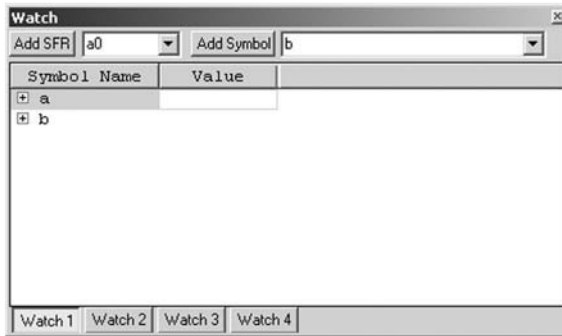 Watch
Add SFR a0 Add Symbol b
Symbol Name Value
a
b
Watch 1 Watch 2 Watch 3 Watch 4